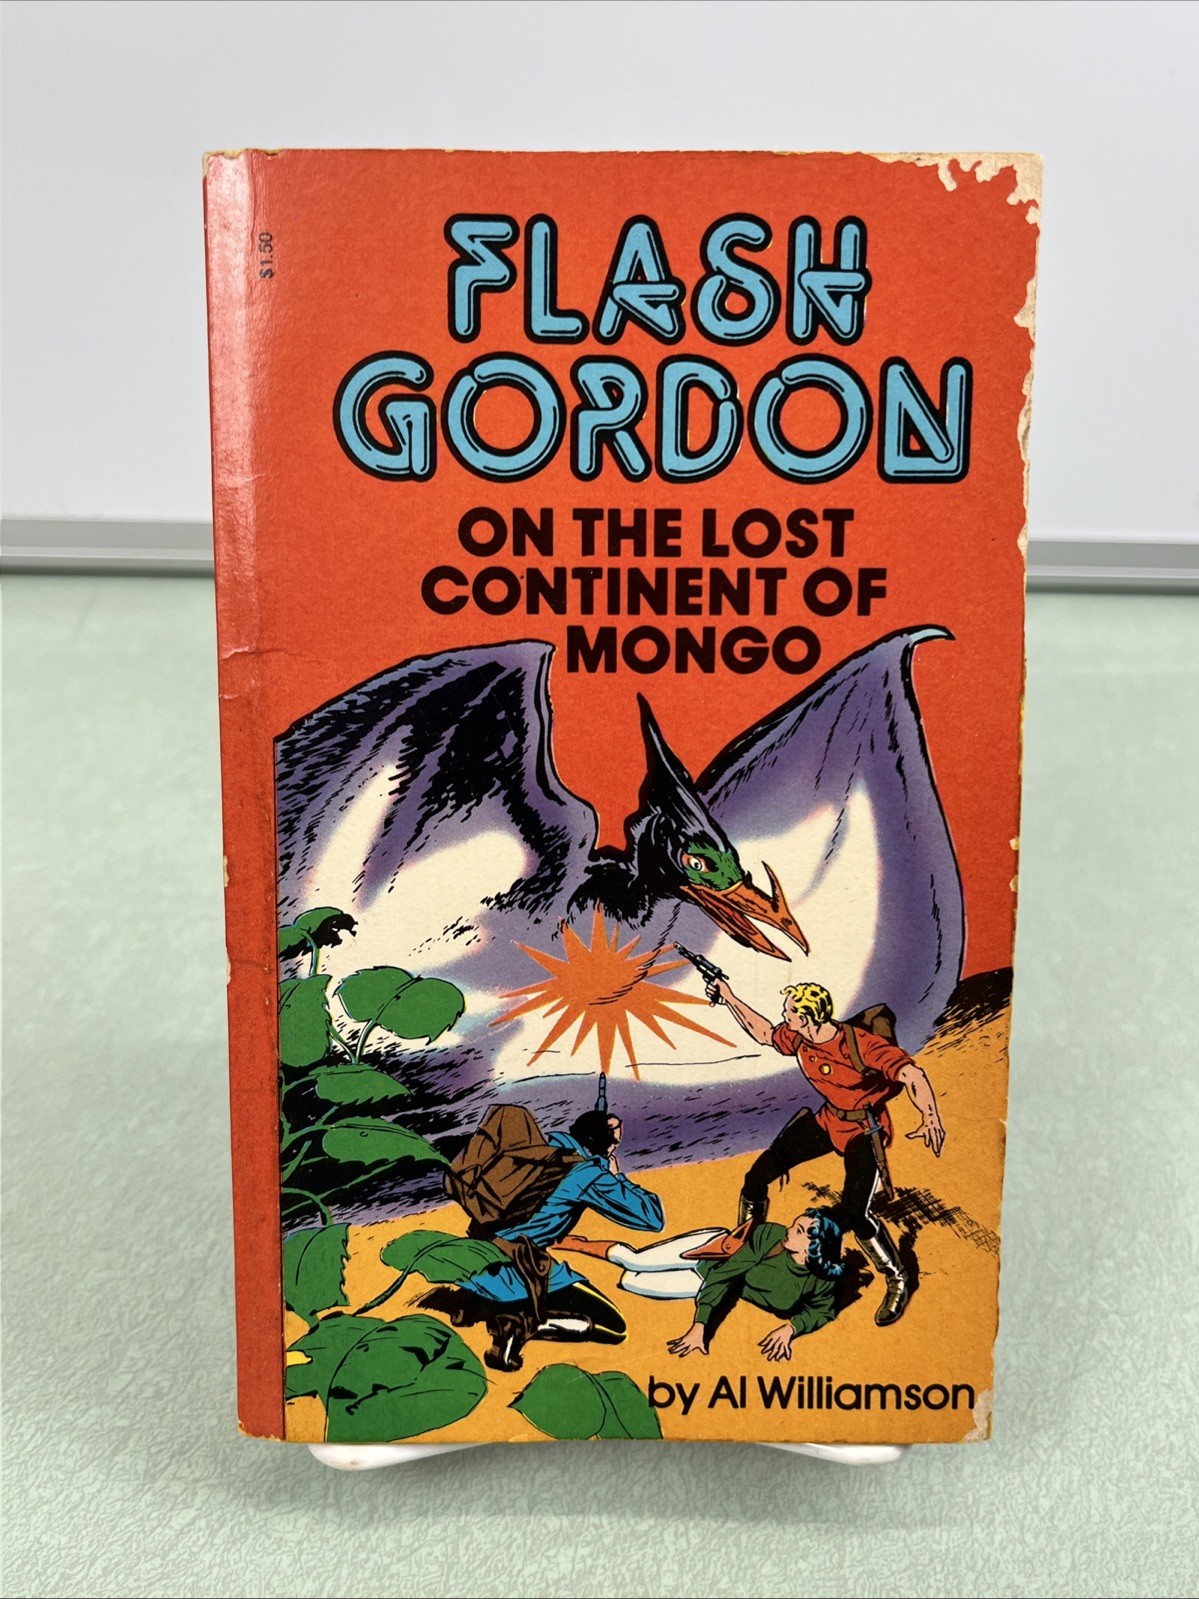 $1.50
FLASH
GORDON
ON THE LOST
CONTINENT OF
MONGO
by Al Williamson